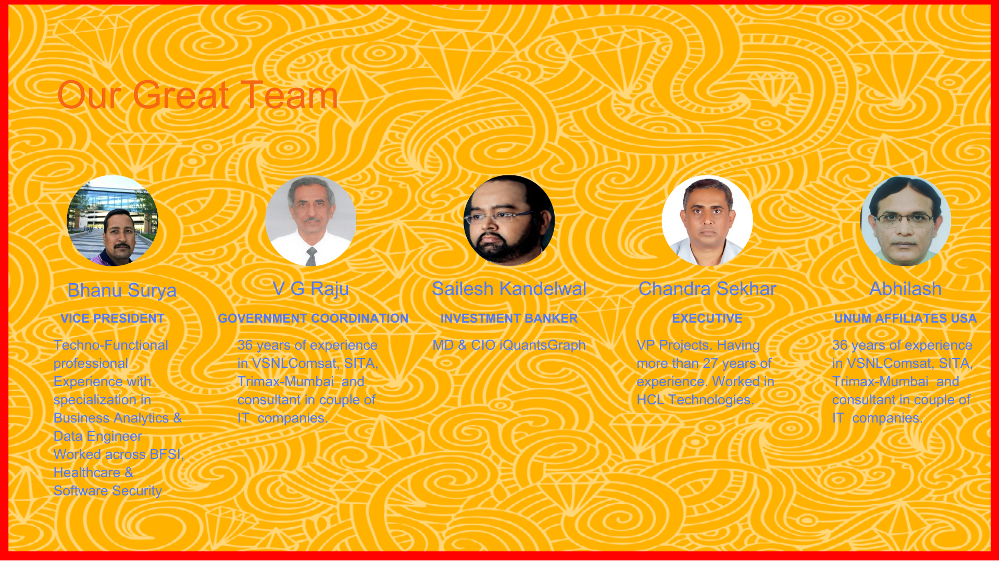 Our Great Team
Bhanu Surya
VICE PRESIDENT
Techno-Functional
professional
Experience with
specialization in
Business Analytics &
Data Engineer
Worked across BFSI,
Healthcare &
Software Security
V G Raju
GOVERNMENT COORDINATION
36 years of experience
in VSNLComsat, SITA,
Trimax-Mumbai  and
consultant in couple of
IT  companies.
Sailesh Kandelwal
INVESTMENT BANKER
MD & CIO iQuantsGraph
Chandra Sekhar
EXECUTIVE
VP Projects. Having
more than 27 years of
experience. Worked in
HCL Technologies.
Abhilash
UNUM AFFILIATES USA
36 years of experience
in VSNLComsat, SITA,
Trimax-Mumbai  and
consultant in couple of
IT  companies.